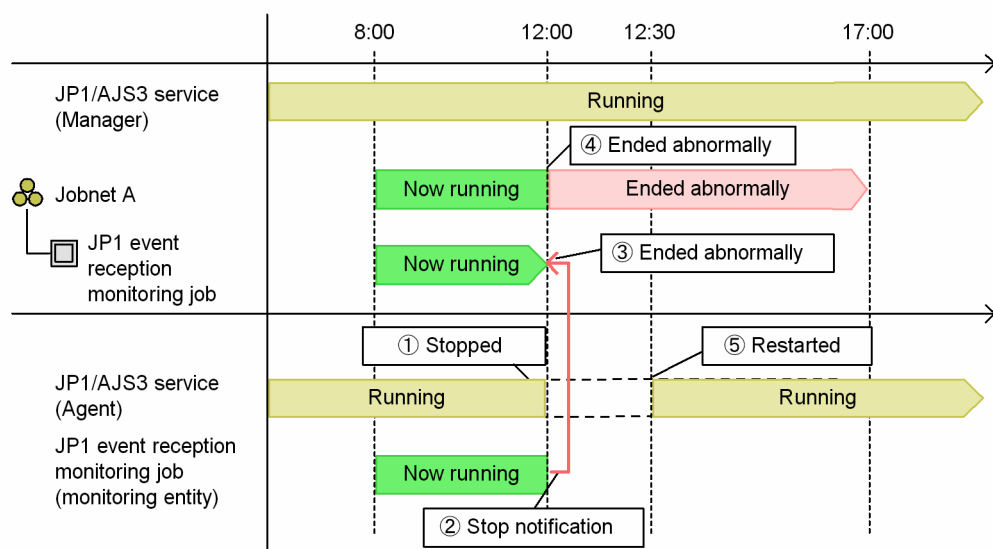 8:00 12:00 12:30 17:00
JP1/AJS3 service
(Manager)
Running
④ Ended abnormally
Jobnet A
Now running
Ended abnormally
JP1 event
reception
monitoring job
Now running
③ Ended abnormally
① Stopped
⑤ Restarted
JP1/AJS3 service
(Agent)
Running
Running
JP1 event reception
monitoring job
(monitoring entity)
Now running
② Stop notification